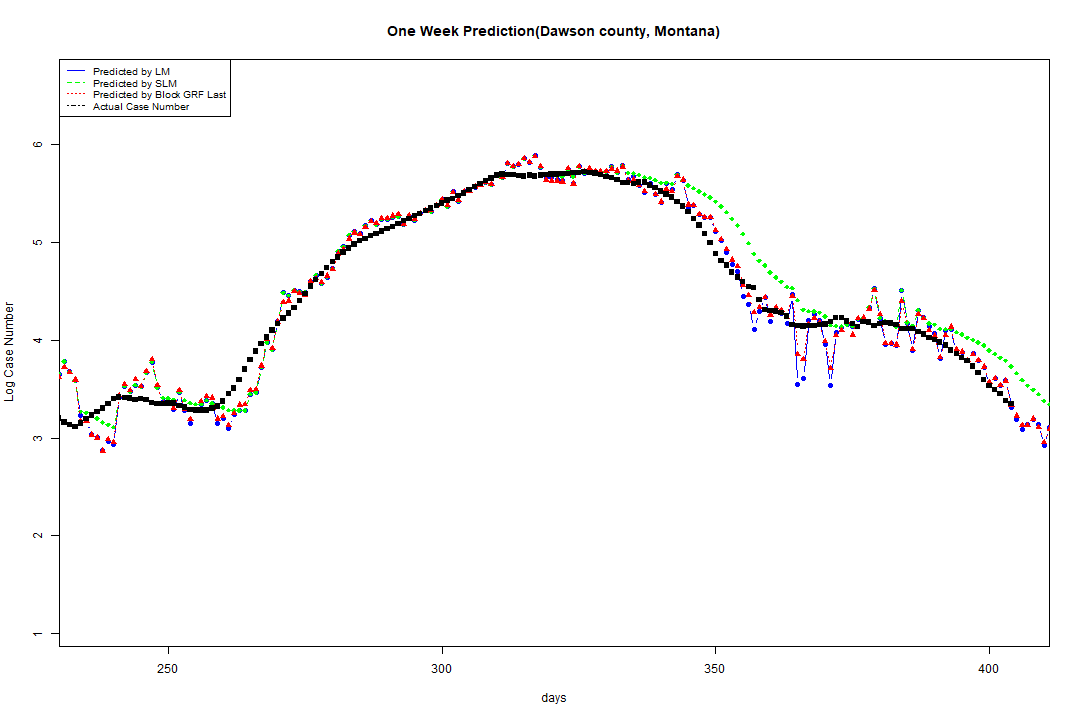 One Week Prediction(Dawson county, Montana)
Predicted by LM
Predicted by SLM
Predicted by Block GRF Last
Actual Case Number
6
5
4
3
2
1
Log Case Number
250 300 350 400
days